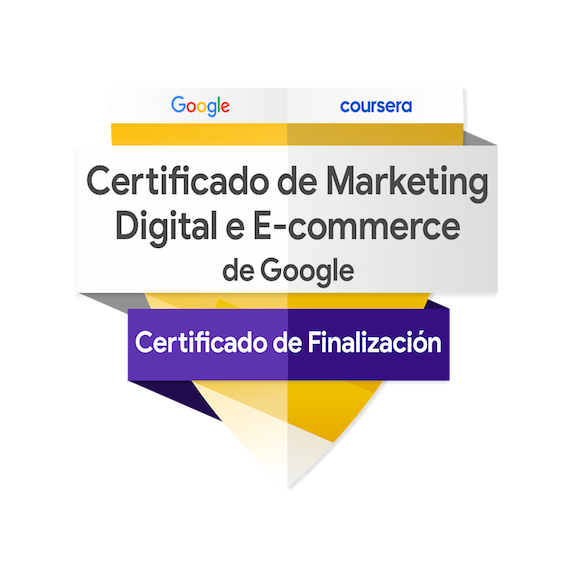 Google coursera
Certificado de Marketing
Digital e E-commerce
de Google
Certificado de Finalización